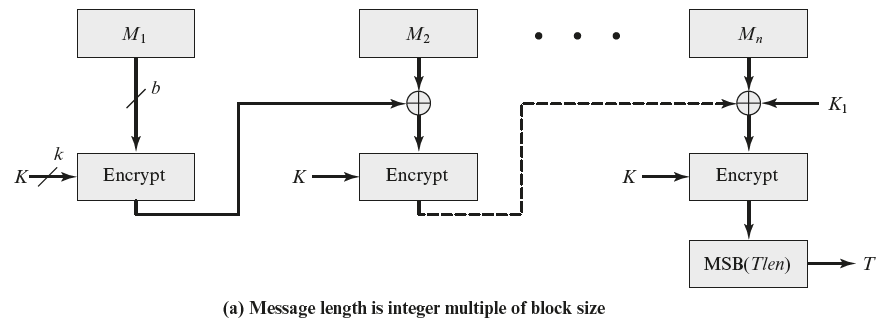 M1 M2 Mn
b
K1
k
K Encrypt K Encrypt K Encrypt
MSB(Tlen) T
(a) Message length is integer multiple of block size